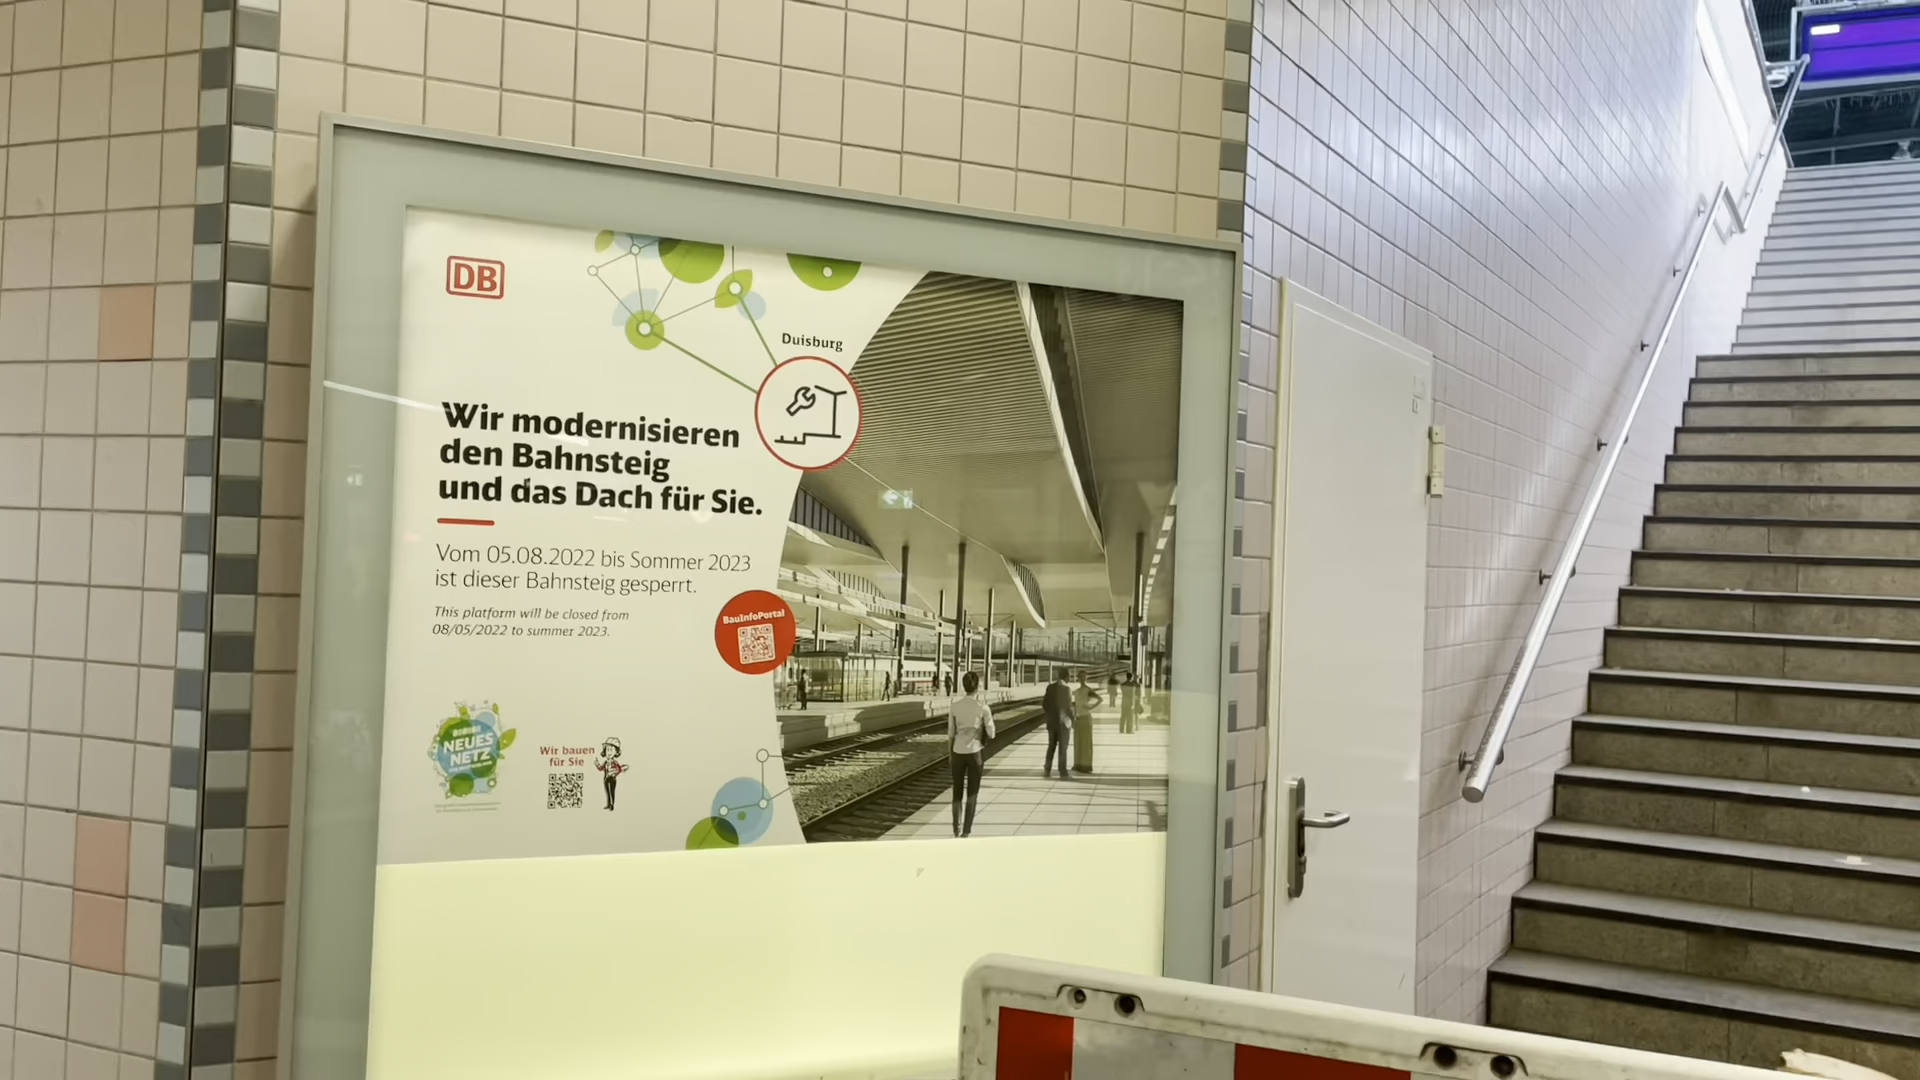 DB
Duisburg
Wir modernisieren
den Bahnsteig
und das Dach für Sie.
Vom 05.08.2022 bis Sommer 2023
ist dieser Bahnsteig gesperrt.
This platform will be closed from
08/05/2022 to summer 2023.
BauInfoPortal
NEUES
NETZ
Wir bauen
für Sie